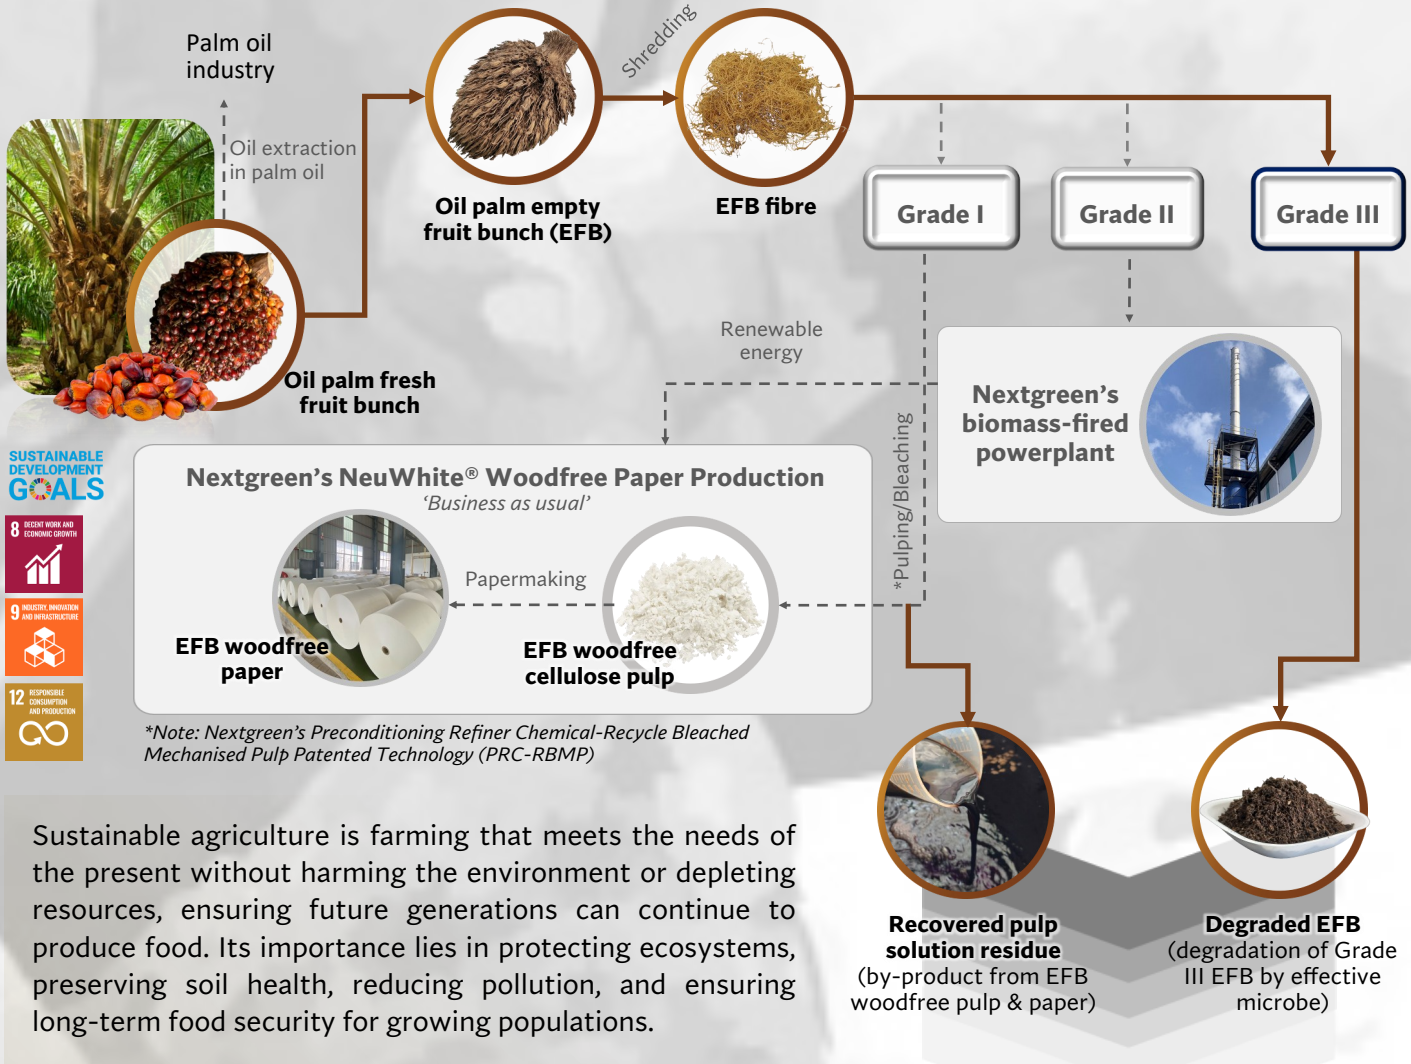 Palm oil
industry
Shredding
Oil extraction
in palm oil
Oil palm empty
fruit bunch (EFB)
EFB fibre
Grade I
Grade II
Grade III
Oil palm fresh
fruit bunch
Renewable
energy
Nextgreen’s
biomass-fired
powerplant
*Pulping/Bleaching
SUSTAINABLE
DEVELOPMENT
GOALS
8 DECENT WORK AND
ECONOMIC GROWTH
9 INDUSTRY, INNOVATION
AND INFRASTRUCTURE
12 RESPONSIBLE
CONSUMPTION
AND PRODUCTION
Nextgreen’s NeuWhite® Woodfree Paper Production
‘Business as usual’
Papermaking
EFB woodfree
paper
EFB woodfree
cellulose pulp
*Note: Nextgreen’s Preconditioning Refiner Chemical-Recycle Bleached
Mechanised Pulp Patented Technology (PRC-RBMP)
Sustainable agriculture is farming that meets the needs of
the present without harming the environment or depleting
resources, ensuring future generations can continue to
produce food. Its importance lies in protecting ecosystems,
preserving soil health, reducing pollution, and ensuring
long-term food security for growing populations.
Recovered pulp
solution residue
(by-product from EFB
woodfree pulp & paper)
Degraded EFB
(degradation of Grade
III EFB by effective
microbe)